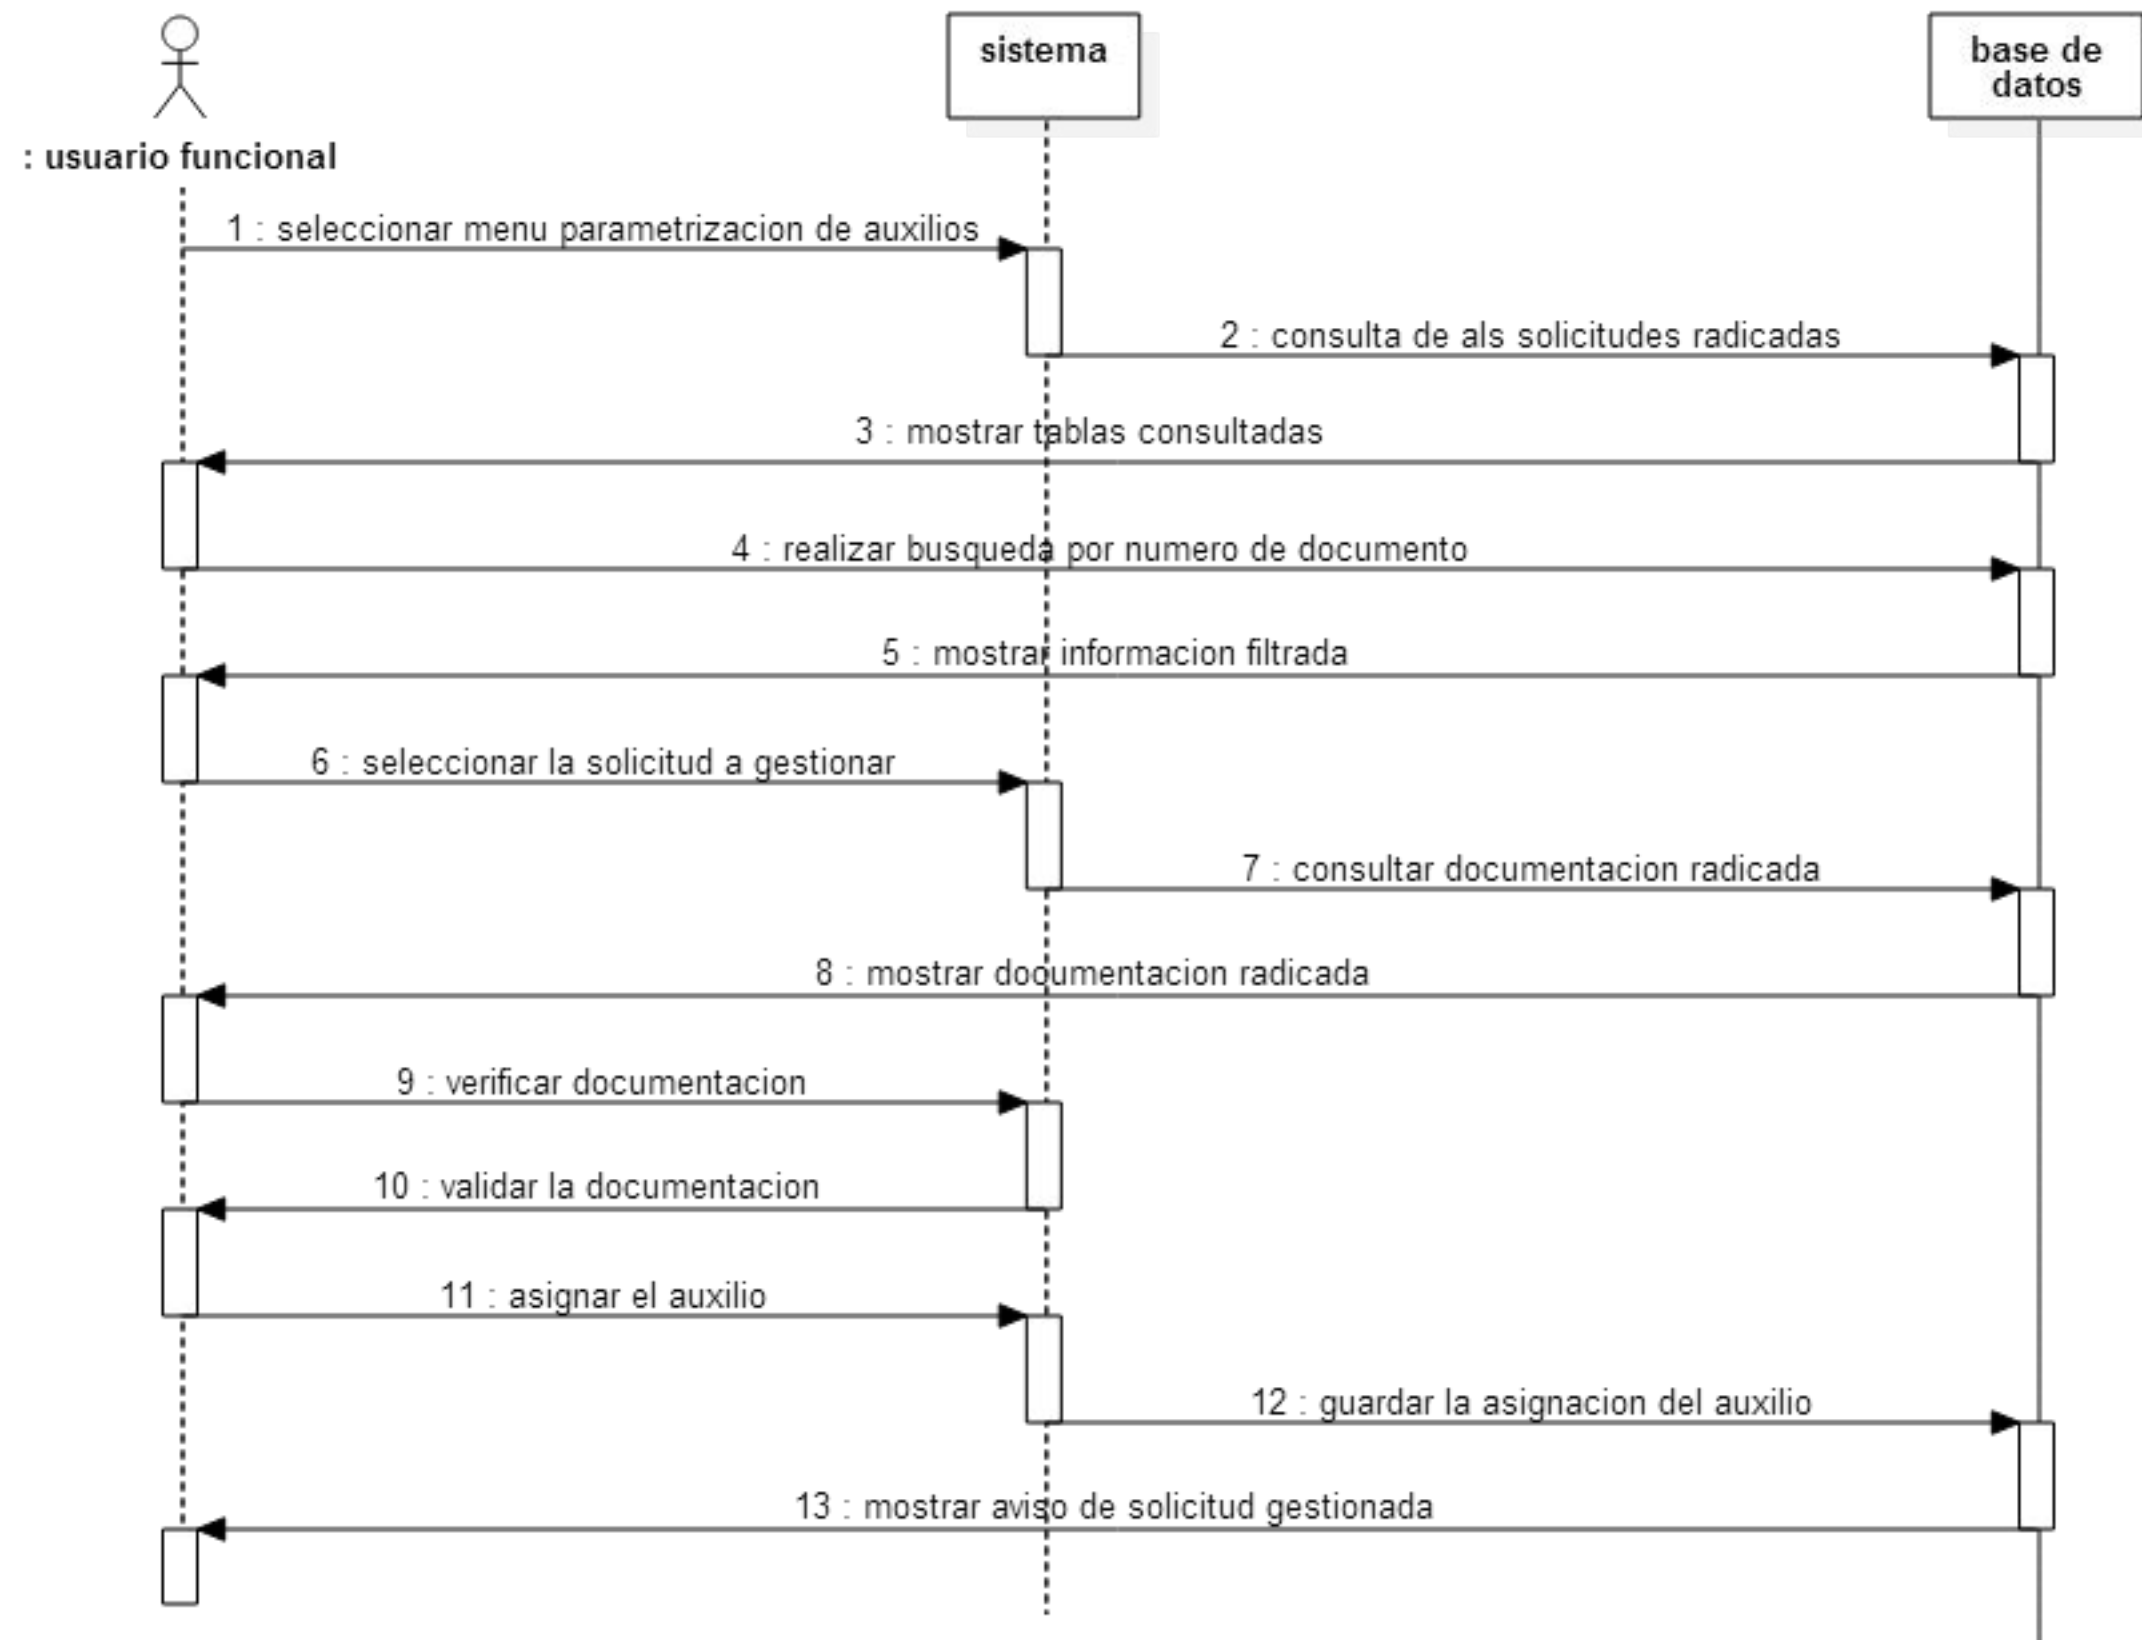 sistema
base de
datos
: usuario funcional
1 : seleccionar menu parametrizacion de auxilios
2 : consulta de als solicitudes radicadas
3 : mostrar tablas consultadas
4 : realizar busqueda por numero de documento
5 : mostrar informacion filtrada
6 : seleccionar la solicitud a gestionar
7 : consultar documentacion radicada
8 : mostrar documentacion radicada
9 : verificar documentacion
10 : validar la documentacion
11 : asignar el auxilio
12 : guardar la asignacion del auxilio
13 : mostrar aviso de solicitud gestionada